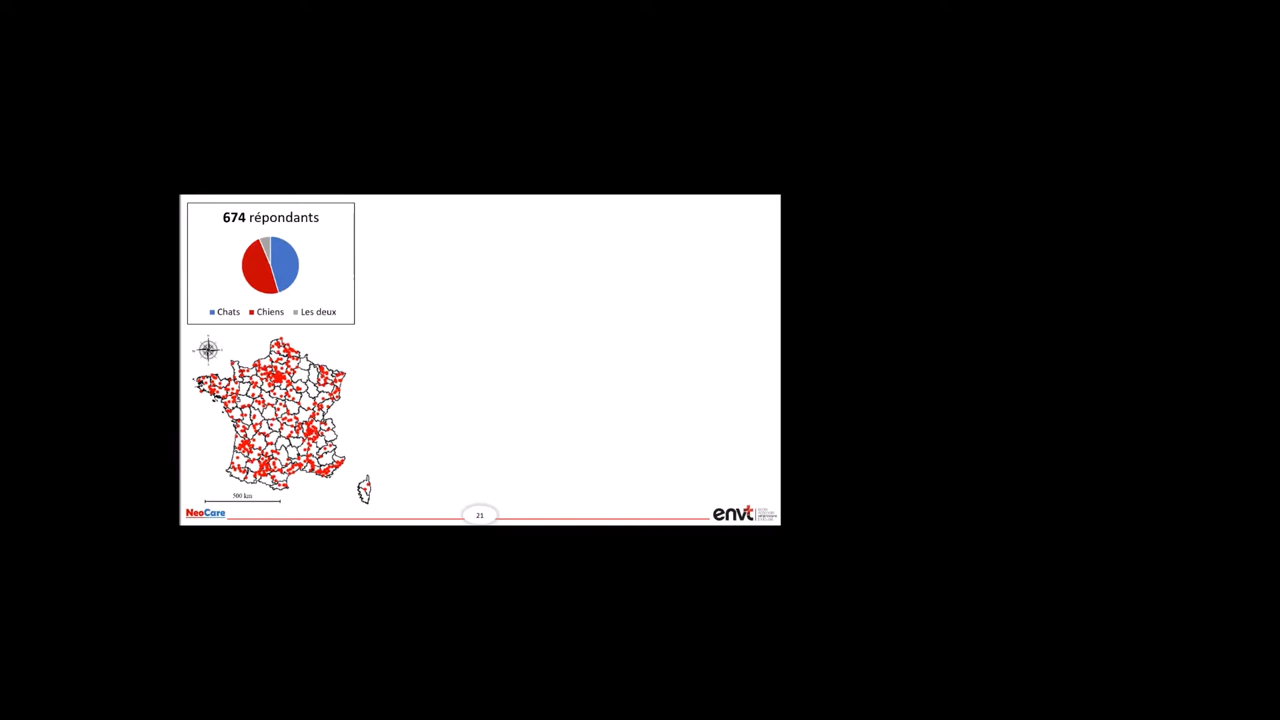 674 répondants
Chats Chiens Les deux
500 km
NeoCare
21
envt